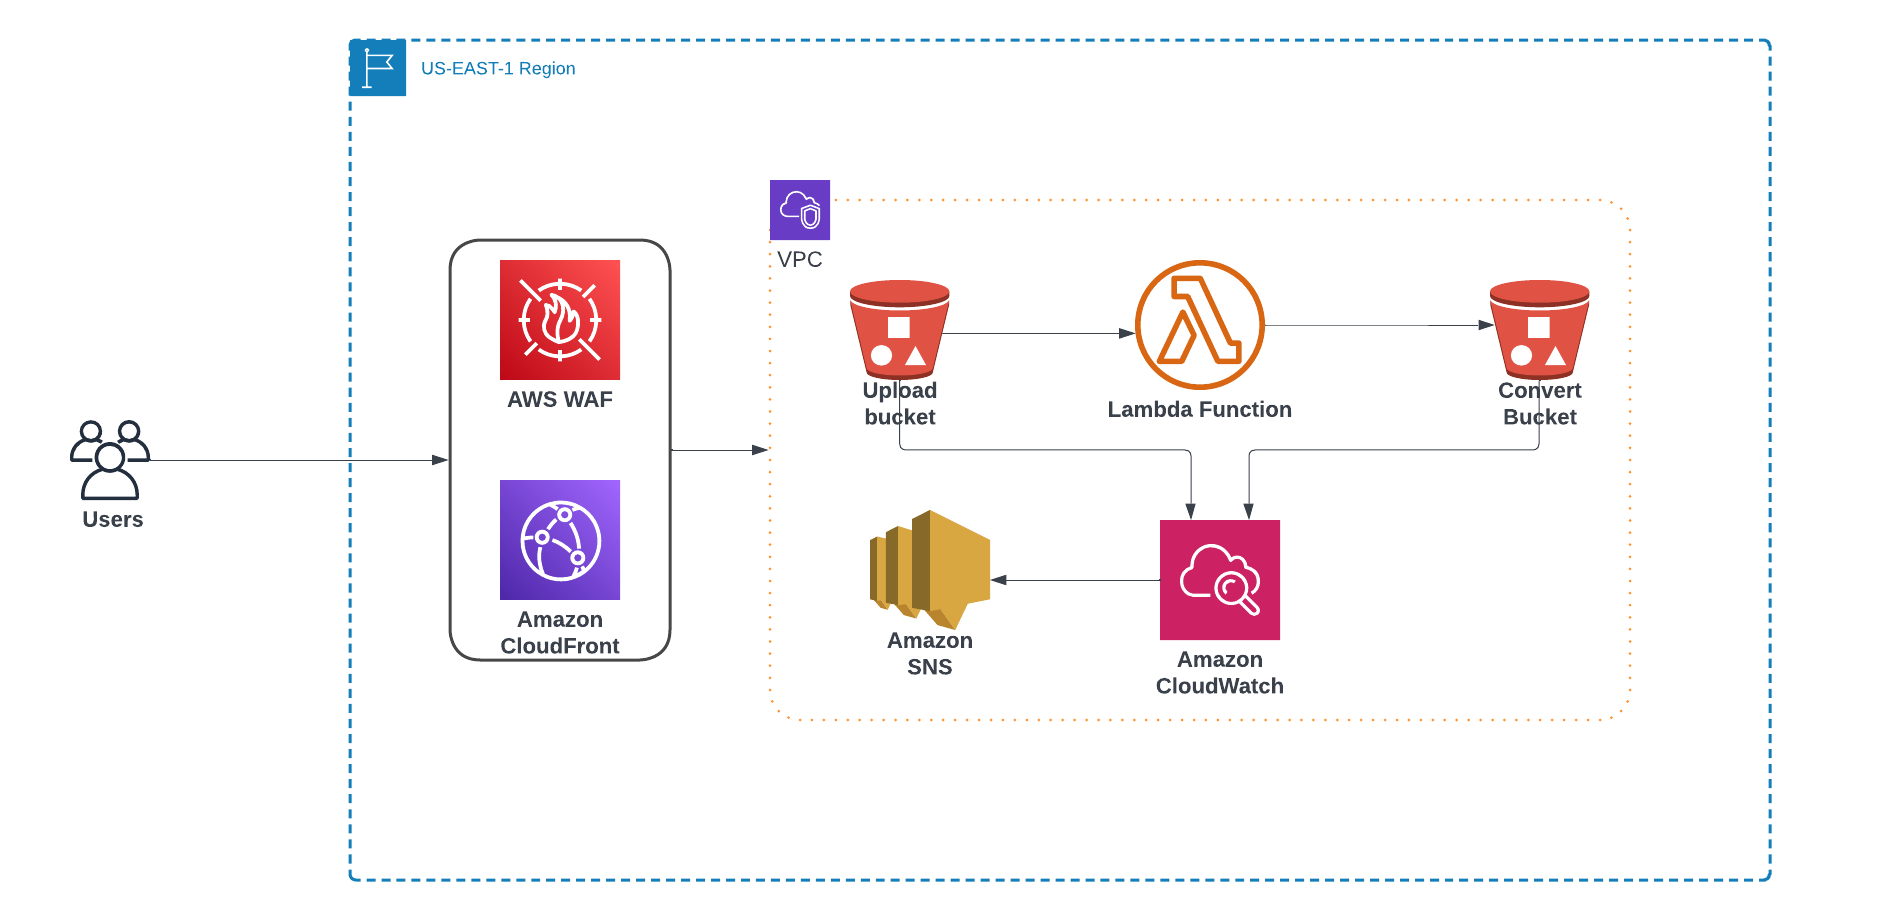 US-EAST-1 Region
VPC
AWS WAF
Upload
bucket
Lambda Function
Convert
Bucket
Users
Amazon
CloudFront
Amazon
SNS
Amazon
CloudWatch